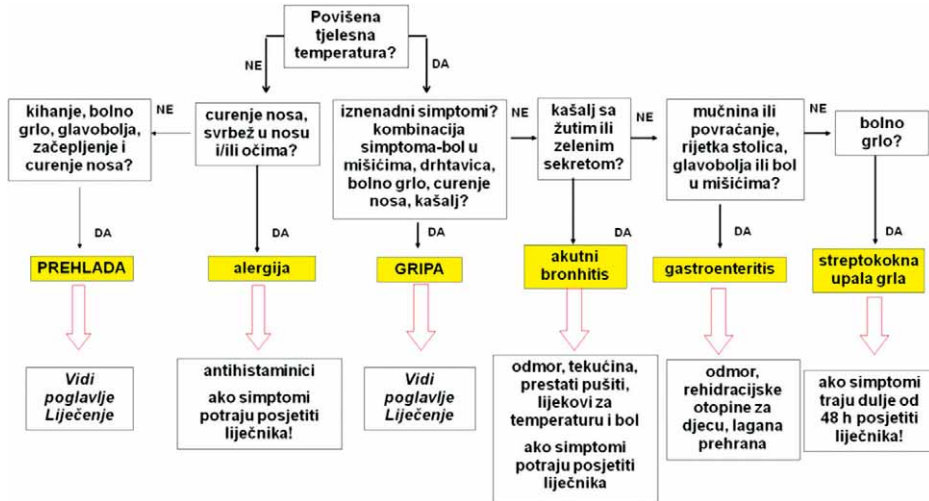 Povišena
tjelesna
temperatura?
NE
DA
kihanje, bolno
grlo, glavobolja,
začepljenje i
curenje nosa?
NE
curenje nosa,
svrbež u nosu
i/ili očima?
iznenadni simptomi?
kombinacija
simptoma-bol u
mišićima, drhtavica,
bolno grlo, curenje
nosa, kašalj?
NE
kašalj sa
žutim ili
zelenim
sekretom?
NE
mučnina ili
povraćanje,
rijetka stolica,
glavobolja ili bol
u mišićima?
NE
bolno
grlo?
DA
DA
DA
DA
DA
DA
PREHLADA
alergija
GRIPA
akutni
bronhitis
gastroenteritis
streptokokna
upala grla
Vidi
poglavlje
Liječenje
antihistaminici
ako simptomi
potraju posjetiti
liječnika!
Vidi
poglavlje
Liječenje
odmor, tekućina,
prestati pušiti,
lijekovi za
temperaturu i bol
ako simptomi
potraju posjetiti
liječnika
odmor,
rehidracijske
otopine za
djecu, lagana
prehrana
ako simptomi
traju dulje od
48 h posjetiti
liječnika!